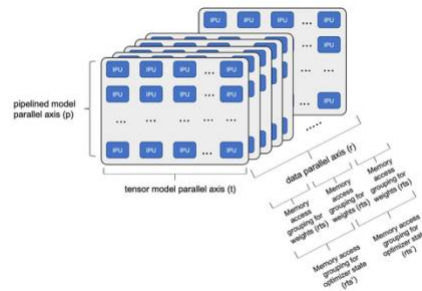 IPU IPU IPU ... IPU
IPU
...
IPU
IPU IPU IPU ... IPU
IPU IPU IPU ... IPU
... ... ... ...
IPU IPU IPU ... IPU
pipelined model
parallel axis (p)
tensor model parallel axis (t)
.....
data parallel axis (r)
Memory
access
grouping for
weights (rts)
Memory
access
grouping for
weights (rts)
Memory
access
grouping for
weights (rts)
Memory access
grouping for
optimizer state
(rts')
Memory access
grouping for
optimizer state
(rts')